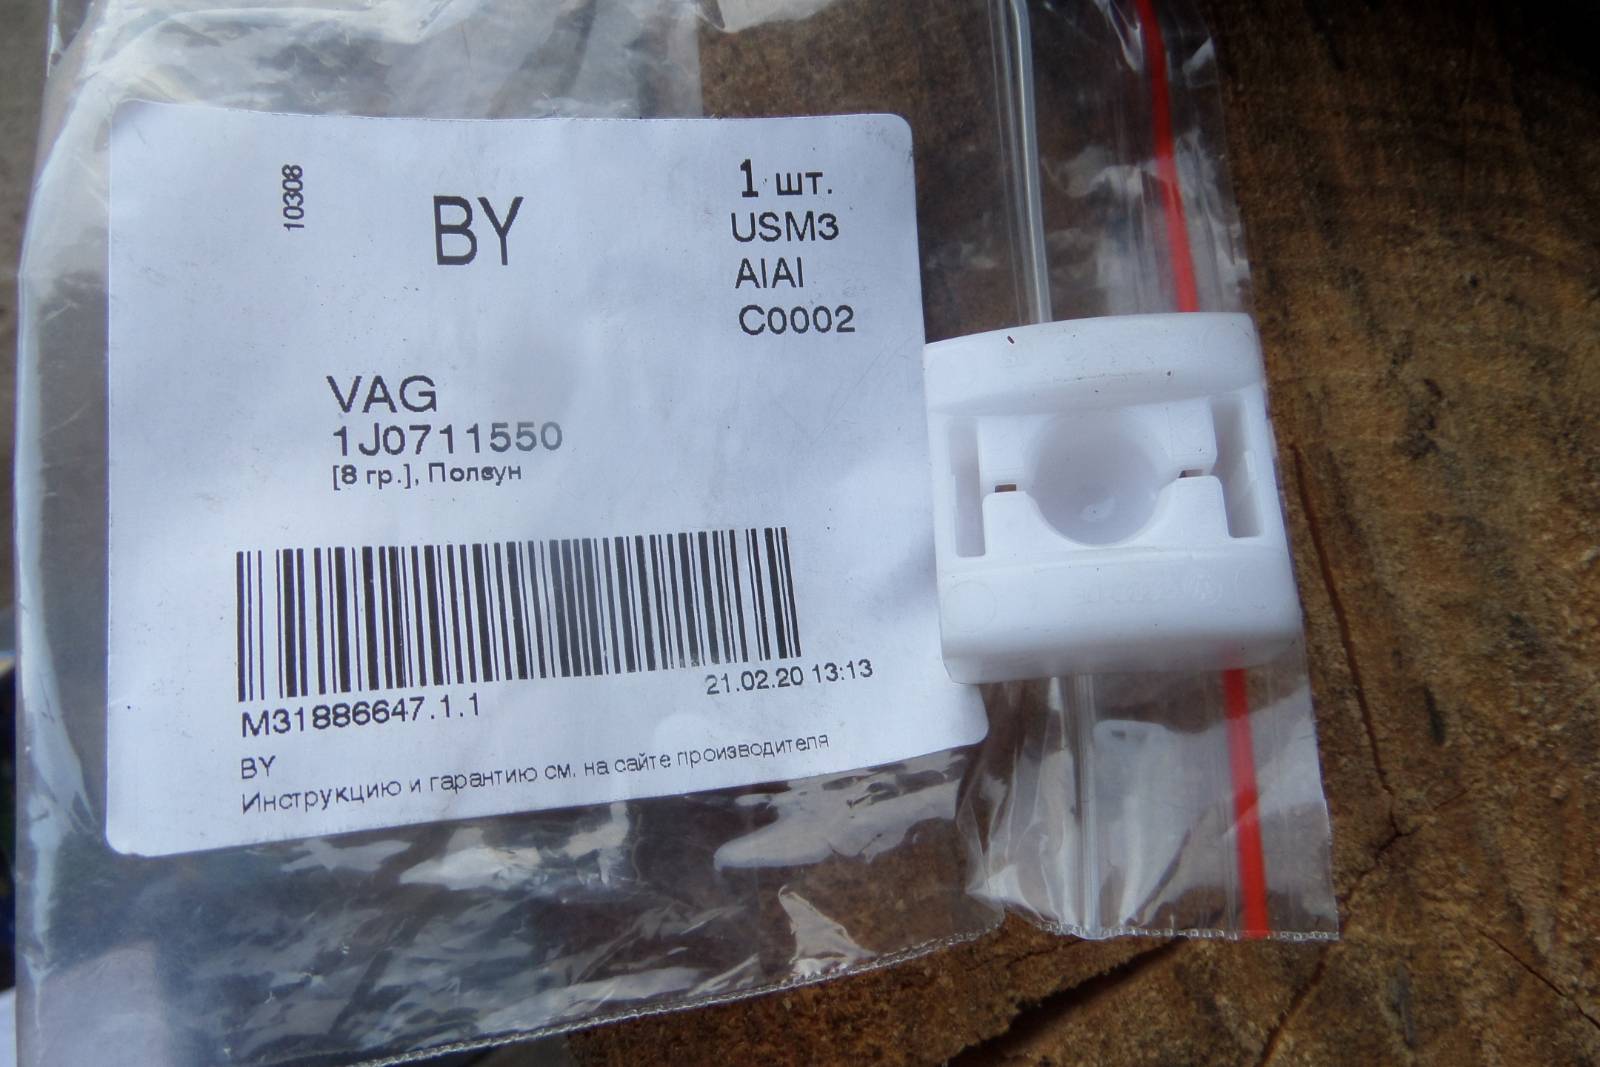 10308
BY
1 шт.
USM3
AIAI
C0002
VAG
1J0711550
[8 гр.], Ползун
M31886647.1.1
21.02.20 13:13
BY
Инструкцию и гарантию см. на сайте производителя